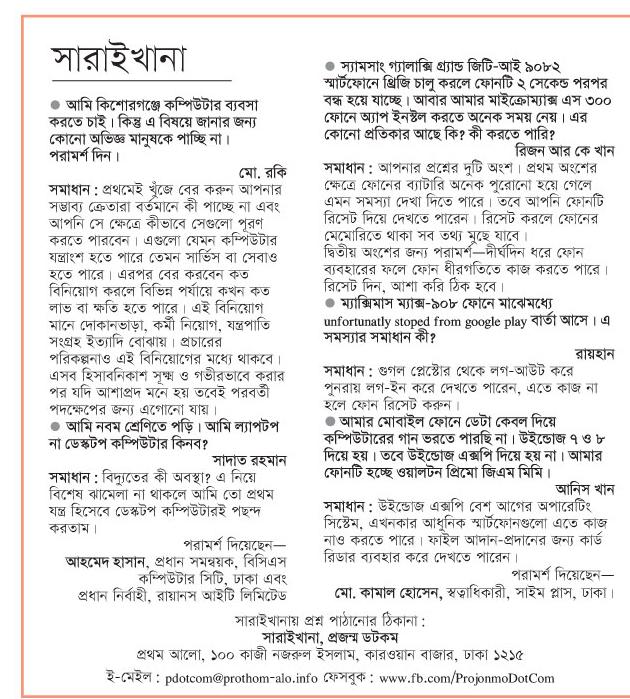 সারাইখানা
● আমি কিশোরগঞ্জে কম্পিউটার ব্যবসা
করতে চাই। কিন্তু এ বিষয়ে জানার জন্য
কোনো অভিজ্ঞ মানুষকে পাচ্ছি না।
পরামর্শ দিন।
মো. রকি
সমাধান : প্রথমেই খুঁজে বের করুন আপনার
সম্ভাব্য ক্রেতারা বর্তমানে কী পাচ্ছে না এবং
আপনি সে ক্ষেত্রে কীভাবে সেগুলো পূরণ
করতে পারবেন। এগুলো যেমন কম্পিউটার
যন্ত্রাংশ হতে পারে তেমন সার্ভিস বা সেবাও
হতে পারে। এরপর বের করবেন কত
বিনিয়োগ করলে বিভিন্ন পর্যায়ে কখন কত
লাভ বা ক্ষতি হতে পারে। এই বিনিয়োগ
মানে দোকানভাড়া, কর্মী নিয়োগ, যন্ত্রপাতি
সংগ্রহ ইত্যাদি বোঝায়। প্রচারের
পরিকল্পনাও এই বিনিয়োগের মধ্যে থাকবে।
এসব হিসাবনিকাশ সূক্ষ্ম ও গভীরভাবে করার
পর যদি আশাপ্রদ মনে হয় তবেই পরবর্তী
পদক্ষেপের জন্য এগোনো যায়।
● আমি নবম শ্রেণিতে পড়ি। আমি ল্যাপটপ
না ডেস্কটপ কম্পিউটার কিনব?
সাদাত রহমান
সমাধান : বিদ্যুতের কী অবস্থা? এ নিয়ে
বিশেষ ঝামেলা না থাকলে আমি তো প্রথম
যন্ত্র হিসেবে ডেস্কটপ কম্পিউটারই পছন্দ
করতাম।
পরামর্শ দিয়েছেন—
আহমেদ হাসান, প্রধান সমন্বয়ক, বিসিএস
কম্পিউটার সিটি, ঢাকা এবং
প্রধান নির্বাহী, রায়ানস আইটি লিমিটেড
● স্যামসাং গ্যালাক্সি গ্র্যান্ড জিটি-আই ৯০৮২
স্মার্টফোনে থ্রিজি চালু করলে ফোনটি ২ সেকেন্ড পরপর
বন্ধ হয়ে যাচ্ছে। আবার আমার মাইক্রোম্যাক্স এস ৩০০
ফোনে অ্যাপ ইনস্টল করতে অনেক সময় নেয়। এর
কোনো প্রতিকার আছে কি? কী করতে পারি?
রিজন আর কে খান
সমাধান : আপনার প্রশ্নের দুটি অংশ। প্রথম অংশের
ক্ষেত্রে ফোনের ব্যাটারি অনেক পুরোনো হয়ে গেলে
এমন সমস্যা দেখা দিতে পারে। তবে আপনি ফোনটি
রিসেট দিয়ে দেখতে পারেন। রিসেট করলে ফোনের
মেমোরিতে থাকা সব তথ্য মুছে যাবে।
দ্বিতীয় অংশের জন্য পরামর্শ—দীর্ঘদিন ধরে ফোন
ব্যবহারের ফলে ফোন ধীরগতিতে কাজ করতে পারে।
রিসেট দিন, আশা করি ঠিক হবে।
● ম্যাক্সিমাস ম্যাক্স-৯০৮ ফোনে মাঝেমধ্যে
unfortunatly stoped from google play বার্তা আসে। এ
সমস্যার সমাধান কী?
রায়হান
সমাধান : গুগল প্লেস্টোর থেকে লগ-আউট করে
পুনরায় লগ-ইন করে দেখতে পারেন, এতে কাজ না
হলে ফোন রিসেট করুন।
● আমার মোবাইল ফোনে ডেটা কেবল দিয়ে
কম্পিউটারের গান ভরতে পারছি না। উইন্ডোজ ৭ ও ৮
দিয়ে হয়। তবে উইন্ডোজ এক্সপি দিয়ে হয় না। আমার
ফোনটি হচ্ছে ওয়ালটন প্রিমো জিএম মিমি।
আনিস খান
সমাধান : উইন্ডোজ এক্সপি বেশ আগের অপারেটিং
সিস্টেম, এখনকার আধুনিক স্মার্টফোনগুলো এতে কাজ
নাও করতে পারে। ফাইল আদান-প্রদানের জন্য কার্ড
রিডার ব্যবহার করে দেখতে পারেন।
পরামর্শ দিয়েছেন—
মো. কামাল হোসেন, স্বত্বাধিকারী, সাইম প্লাস, ঢাকা।
সারাইখানায় প্রশ্ন পাঠানোর ঠিকানা :
সারাইখানা, প্রজন্ম ডটকম
প্রথম আলো, ১০০ কাজী নজরুল ইসলাম, কারওয়ান বাজার, ঢাকা ১২১৫
ই-মেইল : pdotcom@prothom-alo.info ফেসবুক : www.fb.com/ProjonmoDotCom